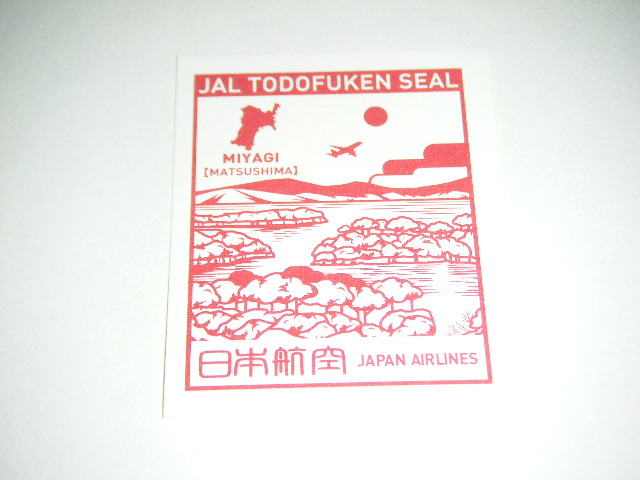 JAL TODOFUKEN SEAL
MIYAGI
[MATSUSHIMA]
日本航空 JAPAN AIRLINES